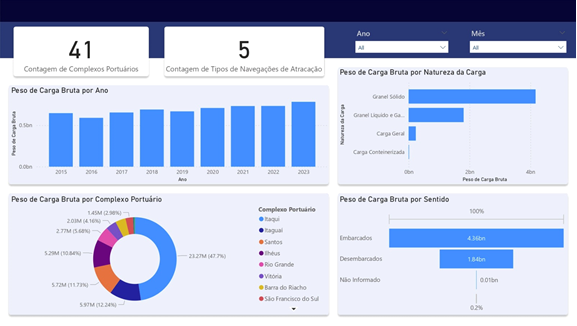 41
Contagem de Complexos Portuários
5
Contagem de Tipos de Navegações de Atracação
Ano
All
Mês
All
Peso de Carga Bruta por Ano
Peso de Carga Bruta
0.5bn
0.0bn
2015 2016 2017 2018 2019 2020 2021 2022 2023
Ano
Peso de Carga Bruta por Natureza da Carga
Natureza da Carga
Granel Sólido
Granel Líquido e Ga...
Carga Geral
Carga Conteinerizada
0bn 2bn 4bn
Peso de Carga Bruta
Peso de Carga Bruta por Complexo Portuário
1.45M (2.98%)
2.03M (4.16%)
2.77M (5.68%)
5.29M (10.84%)
5.72M (11.73%)
5.97M (12.24%)
23.27M (47.7%)
Complexo Portuário
Itaqui
Itaguaí
Santos
Ilhéus
Rio Grande
Vitória
Barra do Riacho
São Francisco do Sul
Peso de Carga Bruta por Sentido
100%
Embarcados
4.36bn
Desembarcados
1.84bn
Não Informado
0.01bn
0.2%